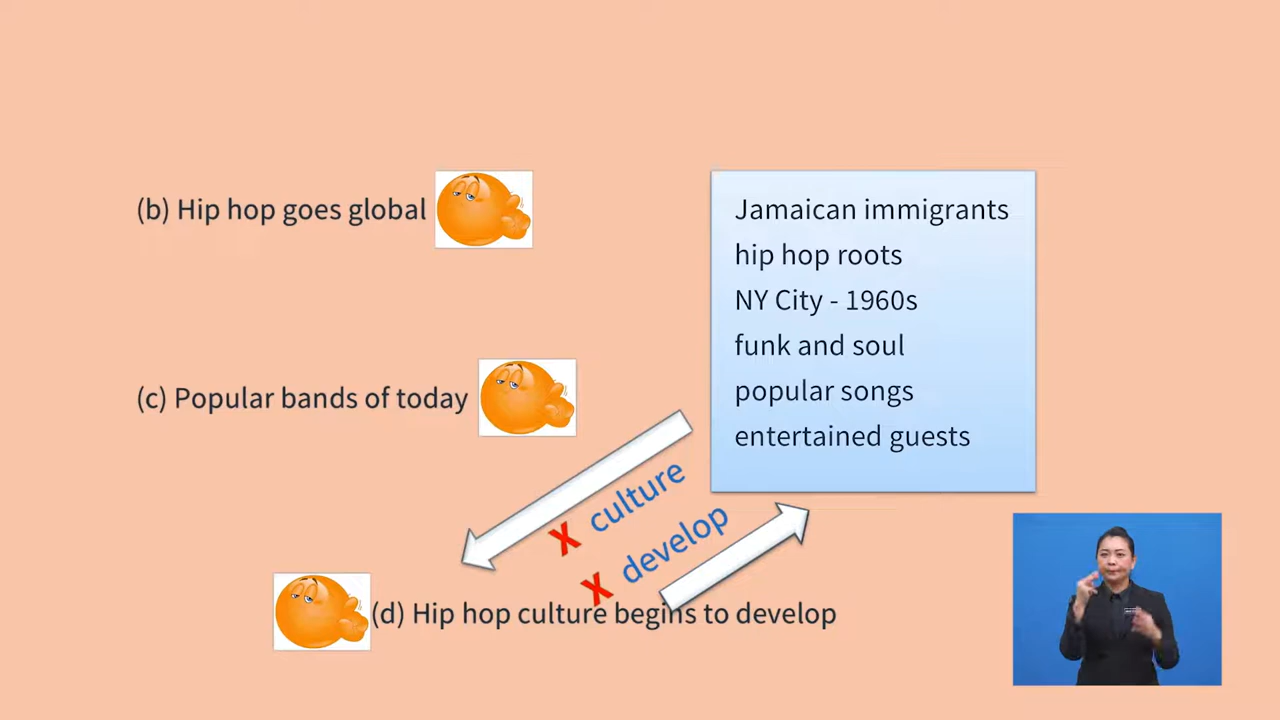 (b) Hip hop goes global
(c) Popular bands of today
Jamaican immigrants
hip hop roots
NY City - 1960s
funk and soul
popular songs
entertained guests
X culture
X develop
(d) Hip hop culture begins to develop